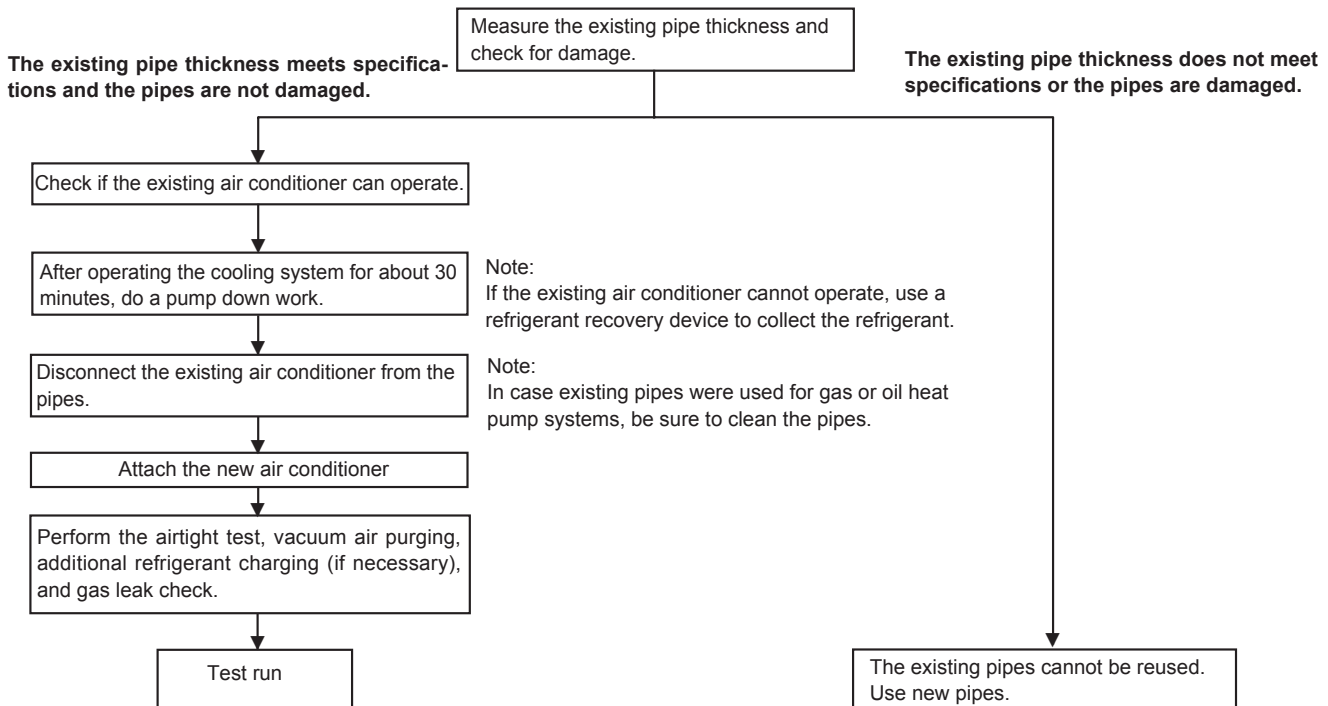 Measure the existing pipe thickness and
check for damage.
The existing pipe thickness meets specifica-
tions and the pipes are not damaged.
The existing pipe thickness does not meet
specifications or the pipes are damaged.
Check if the existing air conditioner can operate.
After operating the cooling system for about 30
minutes, do a pump down work.
Note:
If the existing air conditioner cannot operate, use a
refrigerant recovery device to collect the refrigerant.
Disconnect the existing air conditioner from the
pipes.
Note:
In case existing pipes were used for gas or oil heat
pump systems, be sure to clean the pipes.
Attach the new air conditioner
Perform the airtight test, vacuum air purging,
additional refrigerant charging (if necessary),
and gas leak check.
Test run
The existing pipes cannot be reused.
Use new pipes.